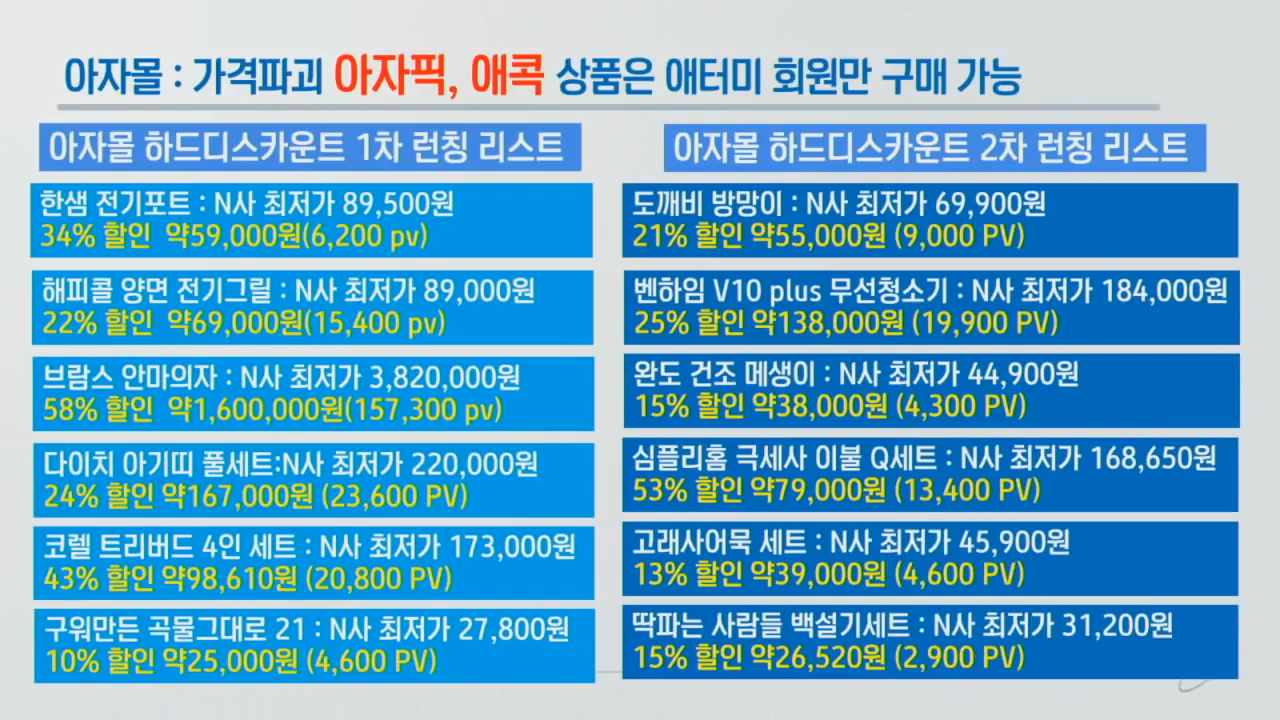 아자몰 : 가격파괴 아자픽, 애콕 상품은 애터미 회원만 구매 가능
아자몰 하드디스카운트 1차 런칭 리스트
한샘 전기포트 : N사 최저가 89,500원
34% 할인 약59,000원(6,200 pv)
해피콜 양면 전기그릴 : N사 최저가 89,000원
22% 할인 약69,000원(15,400 pv)
브람스 안마의자 : N사 최저가 3,820,000원
58% 할인 약1,600,000원(157,300 pv)
다이치 아기띠 풀세트:N사 최저가 220,000원
24% 할인 약167,000원 (23,600 PV)
코렐 트리버드 4인 세트 : N사 최저가 173,000원
43% 할인 약98,610원 (20,800 PV)
구워만든 곡물그대로 21 : N사 최저가 27,800원
10% 할인 약25,000원 (4,600 PV)
아자몰 하드디스카운트 2차 런칭 리스트
도깨비 방망이 : N사 최저가 69,900원
21% 할인 약55,000원 (9,000 PV)
벤하임 V10 plus 무선청소기 : N사 최저가 184,000원
25% 할인 약138,000원 (19,900 PV)
완도 건조 메생이 : N사 최저가 44,900원
15% 할인 약38,000원 (4,300 PV)
심플리홈 극세사 이불 Q세트 : N사 최저가 168,650원
53% 할인 약79,000원 (13,400 PV)
고래사어묵 세트 : N사 최저가 45,900원
13% 할인 약39,000원 (4,600 PV)
떡파는 사람들 백설기세트 : N사 최저가 31,200원
15% 할인 약26,520원 (2,900 PV)